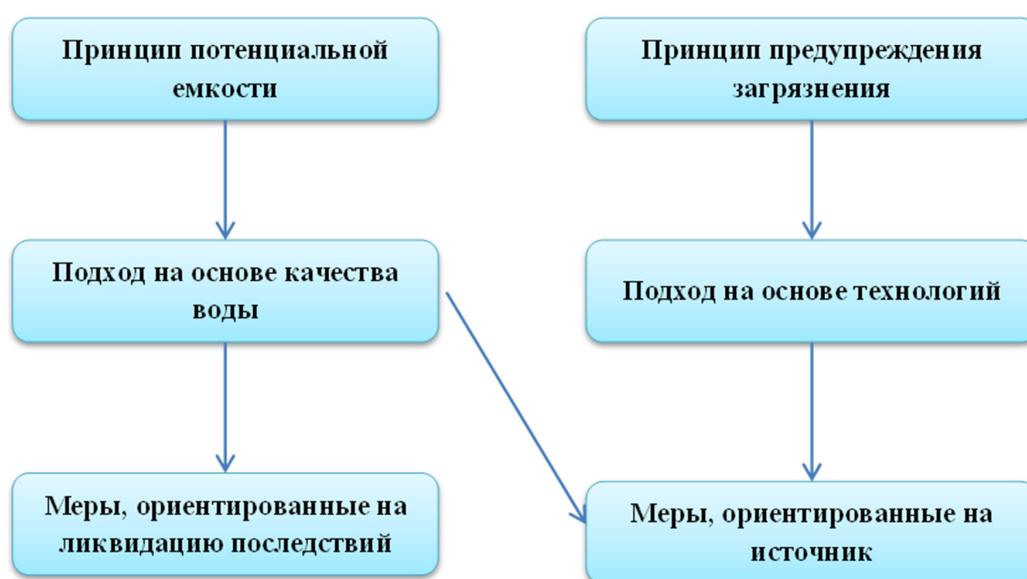 Принцип потенциальной
емкости
Принцип предупреждения
загрязнения
Подход на основе качества
воды
Подход на основе технологий
Меры, ориентированные на
ликвидацию последствий
Меры, ориентированные на
источник